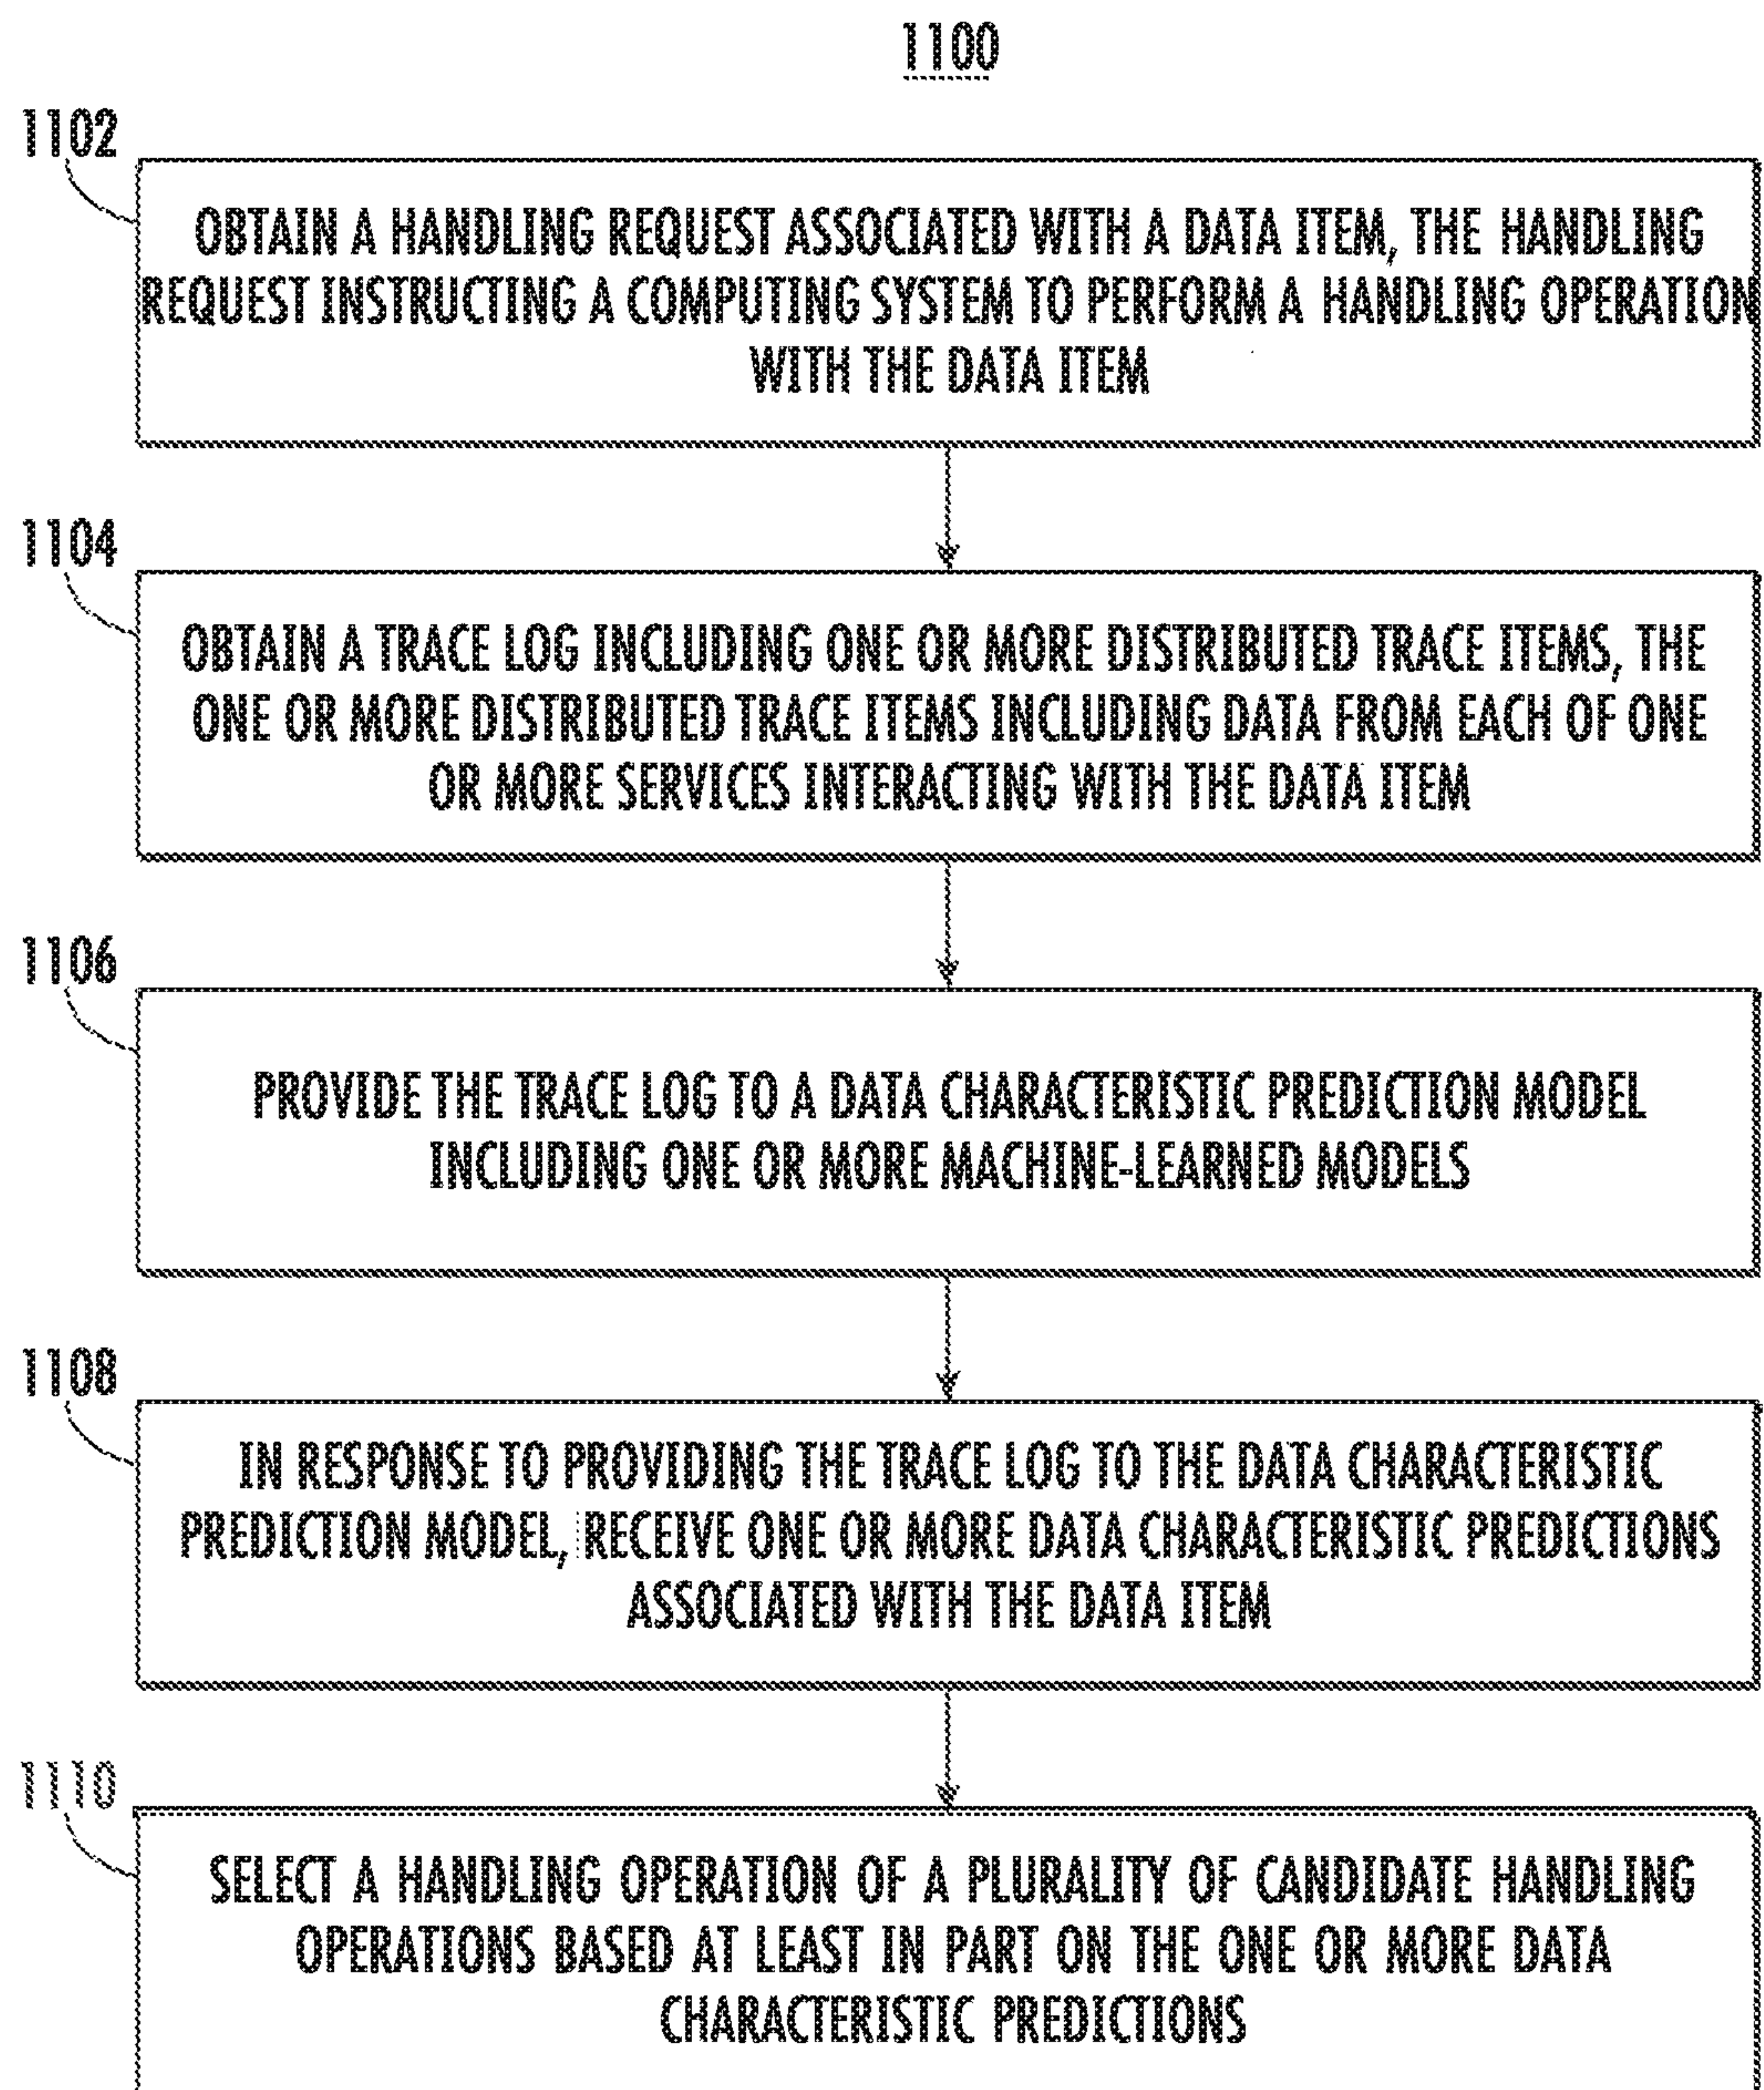 1100
1102
OBTAIN A HANDLING REQUEST ASSOCIATED WITH A DATA ITEM, THE HANDLING
REQUEST INSTRUCTING A COMPUTING SYSTEM TO PERFORM A HANDLING OPERATION
WITH THE DATA ITEM
1104
OBTAIN A TRACE LOG INCLUDING ONE OR MORE DISTRIBUTED TRACE ITEMS, THE
ONE OR MORE DISTRIBUTED TRACE ITEMS INCLUDING DATA FROM EACH OF ONE
OR MORE SERVICES INTERACTING WITH THE DATA ITEM
1106
PROVIDE THE TRACE LOG TO A DATA CHARACTERISTIC PREDICTION MODEL
INCLUDING ONE OR MORE MACHINE-LEARNED MODELS
1108
IN RESPONSE TO PROVIDING THE TRACE LOG TO THE DATA CHARACTERISTIC
PREDICTION MODEL, RECEIVE ONE OR MORE DATA CHARACTERISTIC PREDICTIONS
ASSOCIATED WITH THE DATA ITEM
1110
SELECT A HANDLING OPERATION OF A PLURALITY OF CANDIDATE HANDLING
OPERATIONS BASED AT LEAST IN PART ON THE ONE OR MORE DATA
CHARACTERISTIC PREDICTIONS